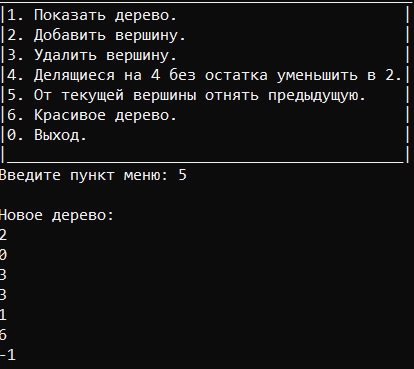 |1. Показать дерево.
|2. Добавить вершину.
|3. Удалить вершину.
|4. Делящиеся на 4 без остатка уменьшить в 2.|
|5. От текущей вершины отнять предыдущую.
|6. Красивое дерево.
|0. Выход.
Введите пункт меню: 5
Новое дерево:
2
0
3
3
1
6
-1